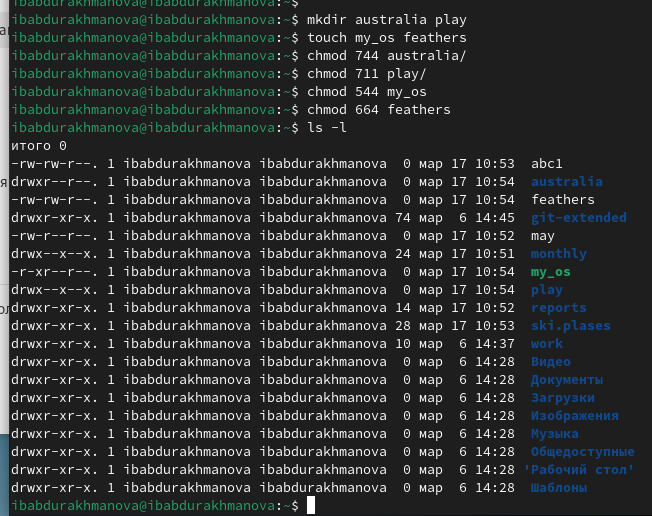 ibabdurakhmanova@ibabdurakhmanova:~$
ibabdurakhmanova@ibabdurakhmanova:~$ mkdir australia play
ibabdurakhmanova@ibabdurakhmanova:~$ touch my_os feathers
ibabdurakhmanova@ibabdurakhmanova:~$ chmod 744 australia/
ibabdurakhmanova@ibabdurakhmanova:~$ chmod 711 play/
ibabdurakhmanova@ibabdurakhmanova:~$ chmod 544 my_os
ibabdurakhmanova@ibabdurakhmanova:~$ chmod 664 feathers
ibabdurakhmanova@ibabdurakhmanova:~$ ls -l
итого 0
-rw-rw-r--. 1 ibabdurakhmanova ibabdurakhmanova  0 мар 17 10:53  abc1
drwxr--r--. 1 ibabdurakhmanova ibabdurakhmanova  0 мар 17 10:54  australia
-rw-rw-r--. 1 ibabdurakhmanova ibabdurakhmanova  0 мар 17 10:54  feathers
drwxr-xr-x. 1 ibabdurakhmanova ibabdurakhmanova 74 мар  6 14:45  git-extended
-rw-r--r--. 1 ibabdurakhmanova ibabdurakhmanova  0 мар 17 10:52  may
drwx--x--x. 1 ibabdurakhmanova ibabdurakhmanova 24 мар 17 10:51  monthly
-r-xr--r--. 1 ibabdurakhmanova ibabdurakhmanova  0 мар 17 10:54  my_os
drwx--x--x. 1 ibabdurakhmanova ibabdurakhmanova  0 мар 17 10:54  play
drwxr-xr-x. 1 ibabdurakhmanova ibabdurakhmanova 14 мар 17 10:52  reports
drwxr-xr-x. 1 ibabdurakhmanova ibabdurakhmanova 28 мар 17 10:53  ski.plases
drwxr-xr-x. 1 ibabdurakhmanova ibabdurakhmanova 10 мар  6 14:37  work
drwxr-xr-x. 1 ibabdurakhmanova ibabdurakhmanova  0 мар  6 14:28  Видео
drwxr-xr-x. 1 ibabdurakhmanova ibabdurakhmanova  0 мар  6 14:28  Документы
drwxr-xr-x. 1 ibabdurakhmanova ibabdurakhmanova  0 мар  6 14:28  Загрузки
drwxr-xr-x. 1 ibabdurakhmanova ibabdurakhmanova  0 мар  6 14:28  Изображения
drwxr-xr-x. 1 ibabdurakhmanova ibabdurakhmanova  0 мар  6 14:28  Музыка
drwxr-xr-x. 1 ibabdurakhmanova ibabdurakhmanova  0 мар  6 14:28  Общедоступные
drwxr-xr-x. 1 ibabdurakhmanova ibabdurakhmanova  0 мар  6 14:28 'Рабочий стол'
drwxr-xr-x. 1 ibabdurakhmanova ibabdurakhmanova  0 мар  6 14:28  Шаблоны
ibabdurakhmanova@ibabdurakhmanova:~$